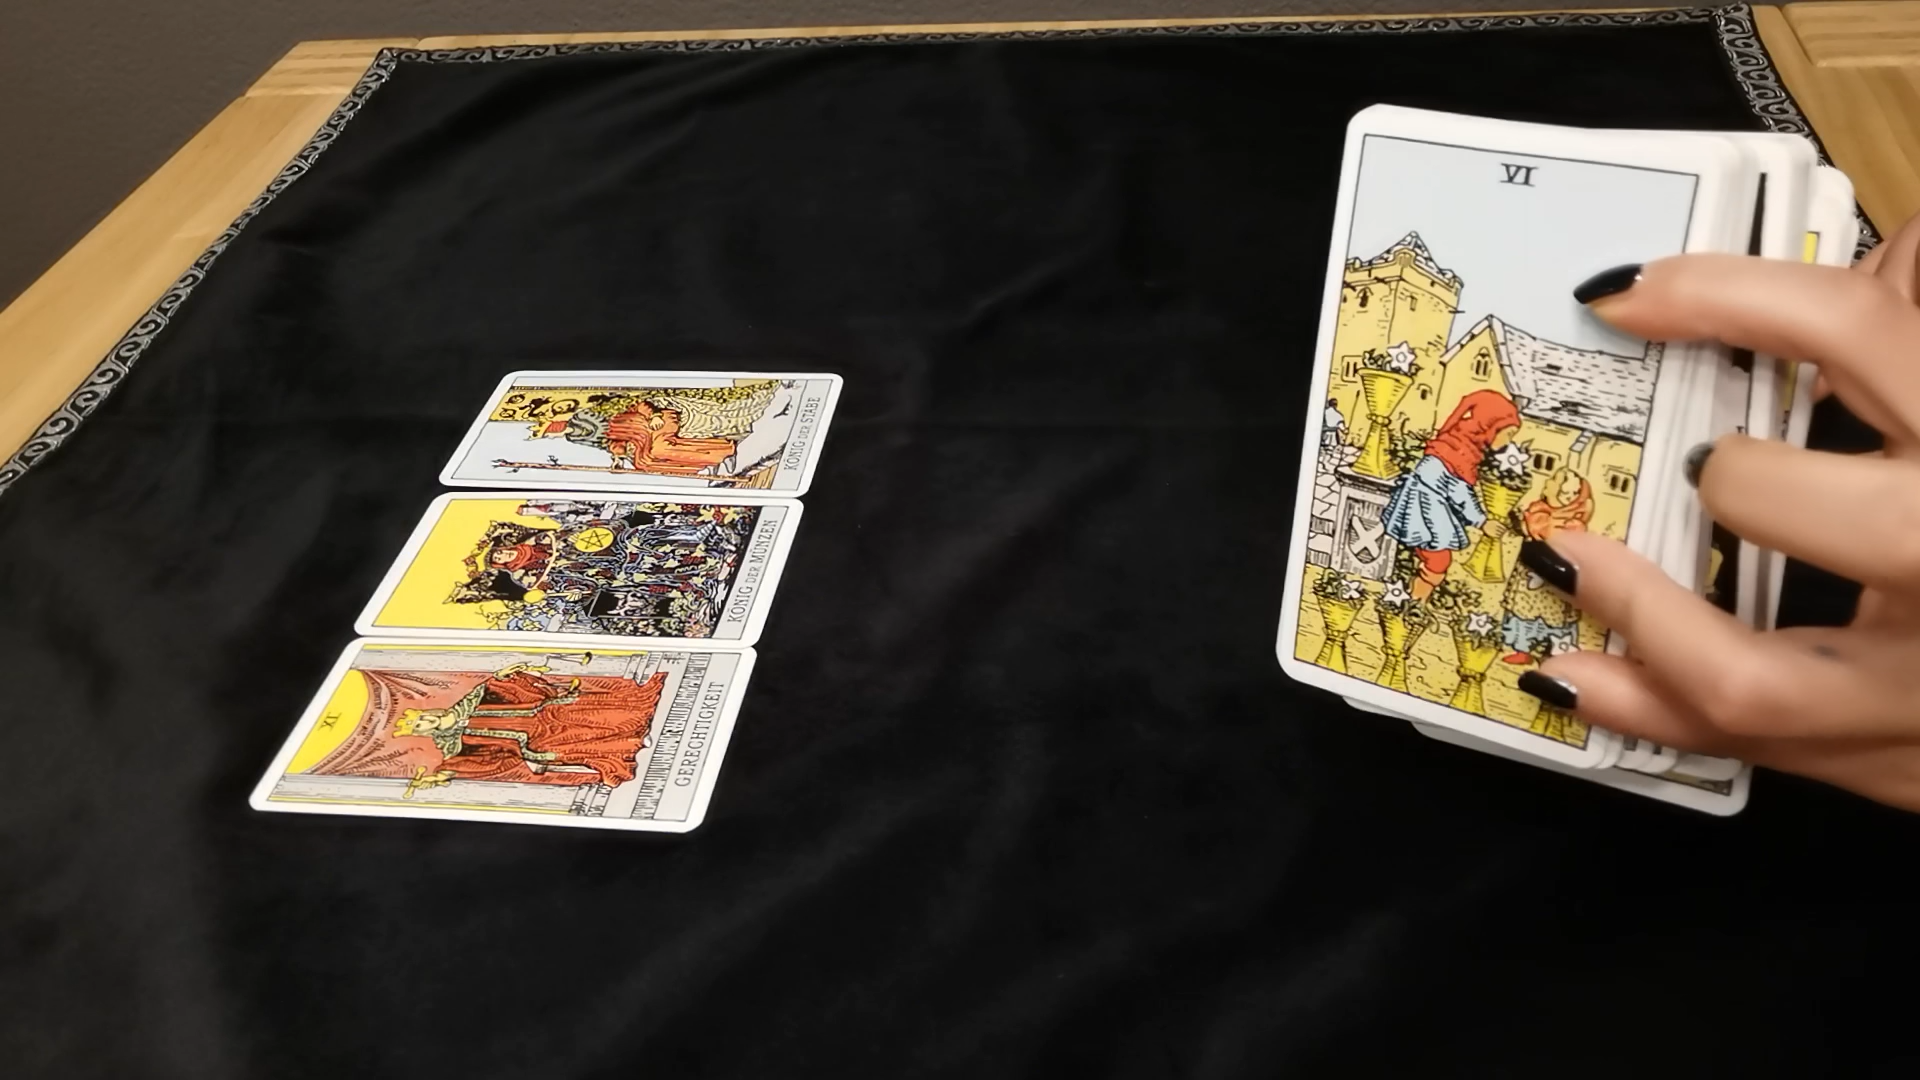 VI
KÖNIG DER STÄBE
KÖNIG DER MÜNZEN
XI
GERECHTIGKEIT